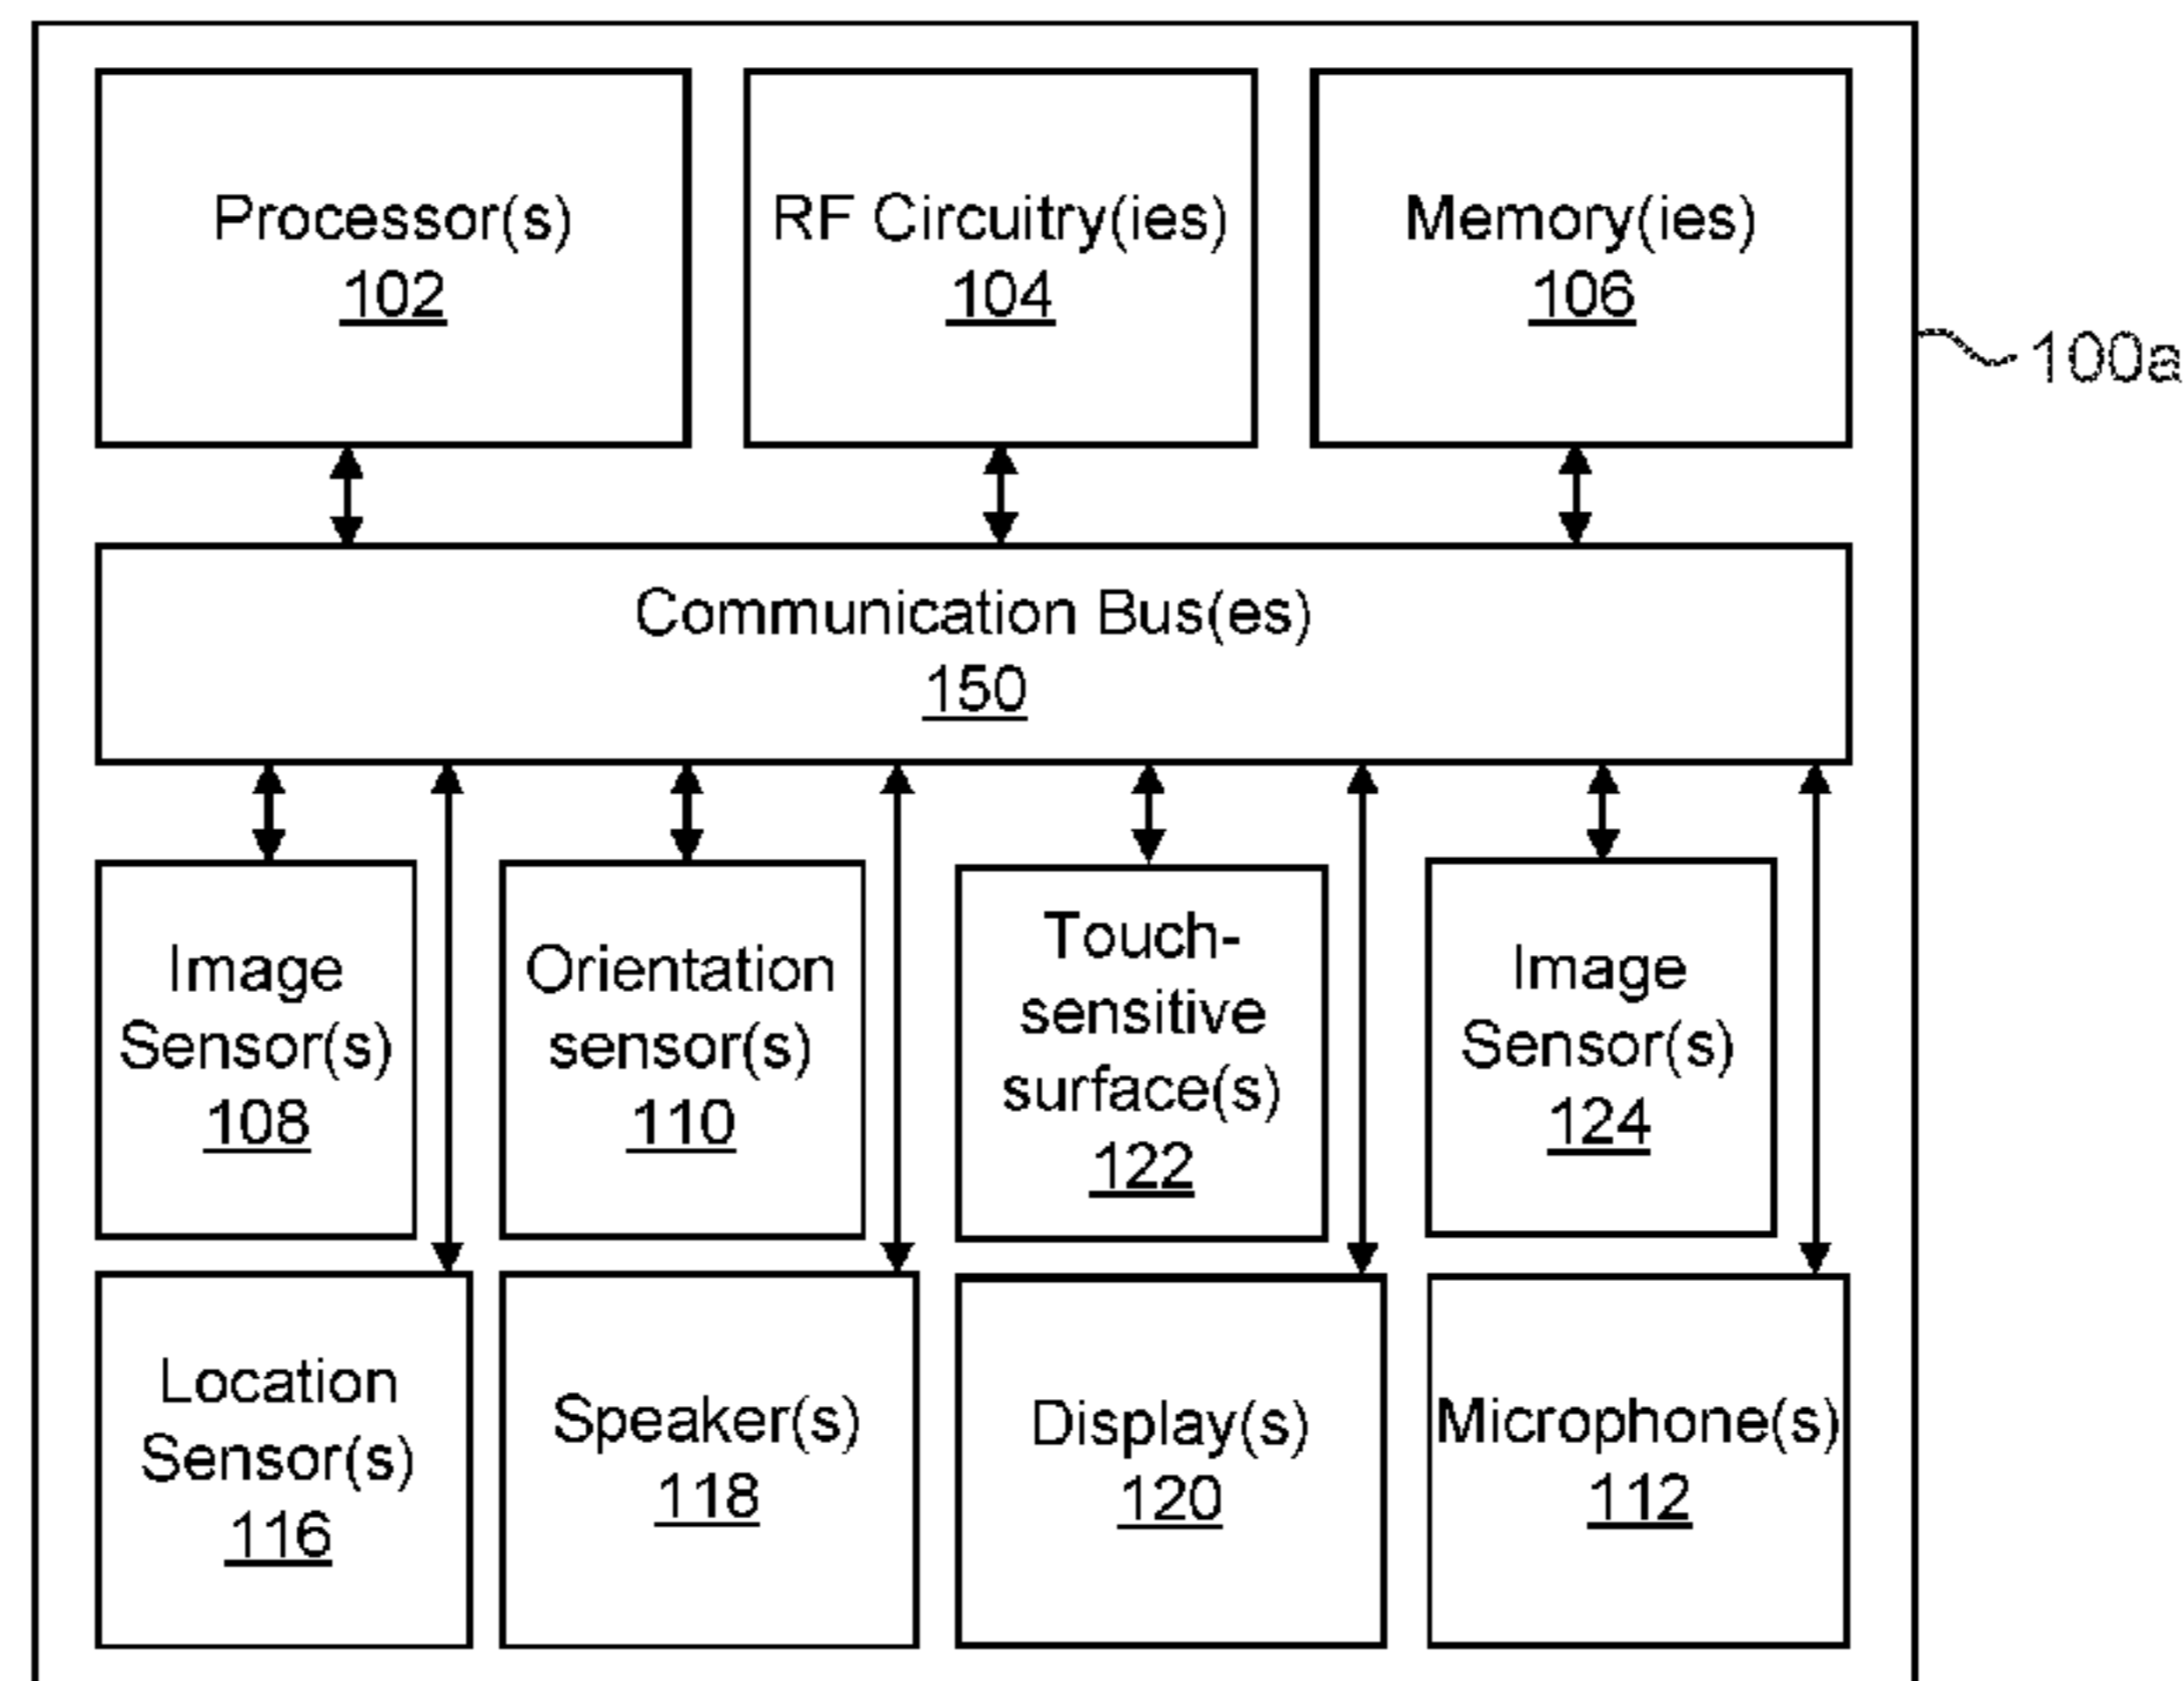 Processor(s)
102
RF Circuitry(ies)
104
Memory(ies)
106
100a
Communication Bus(es)
150
Image
Sensor(s)
108
Orientation
sensor(s)
110
Touch-
sensitive
surface(s)
122
Image
Sensor(s)
124
Location
Sensor(s)
116
Speaker(s)
118
Display(s)
120
Microphone(s)
112